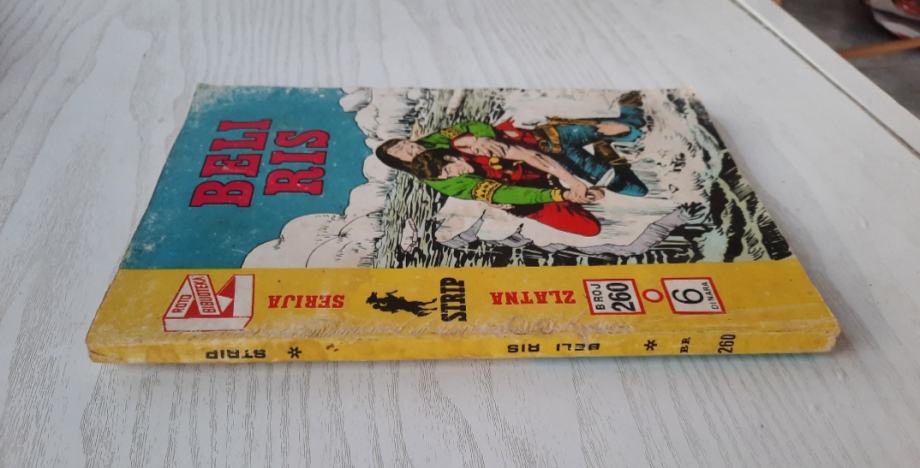 BELI
RIS
ROTO
BIBLIOTEKA
SERIJA
STRIP
ZLATNA
BROJ
260
6
DINARA
STRIP * BELI RIS * BR 260